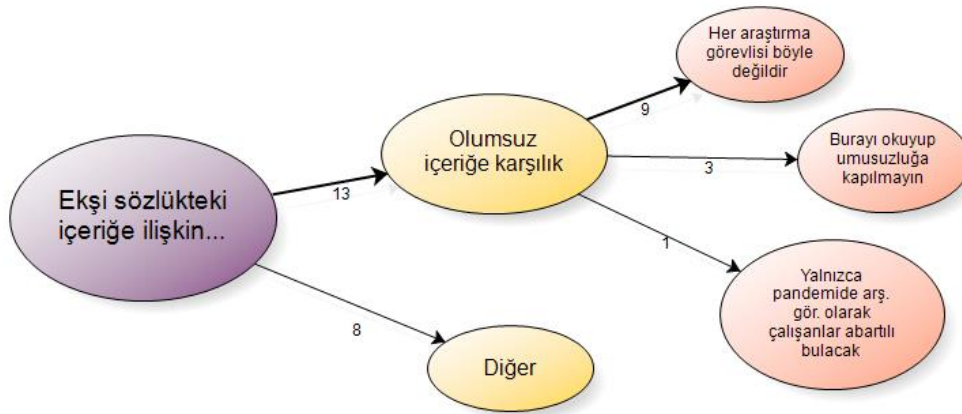 Her araştırma
görevlisi böyle
değildir
9
Olumsuz
içeriğe karşılık
Burayı okuyup
umusuzluğa
kapılmayın
3
13
Ekşi sözlükteki
içeriğe ilişkin...
1
Yalnızca
pandemide arş.
gör. olarak
çalışanlar abartılı
bulacak
8
Diğer